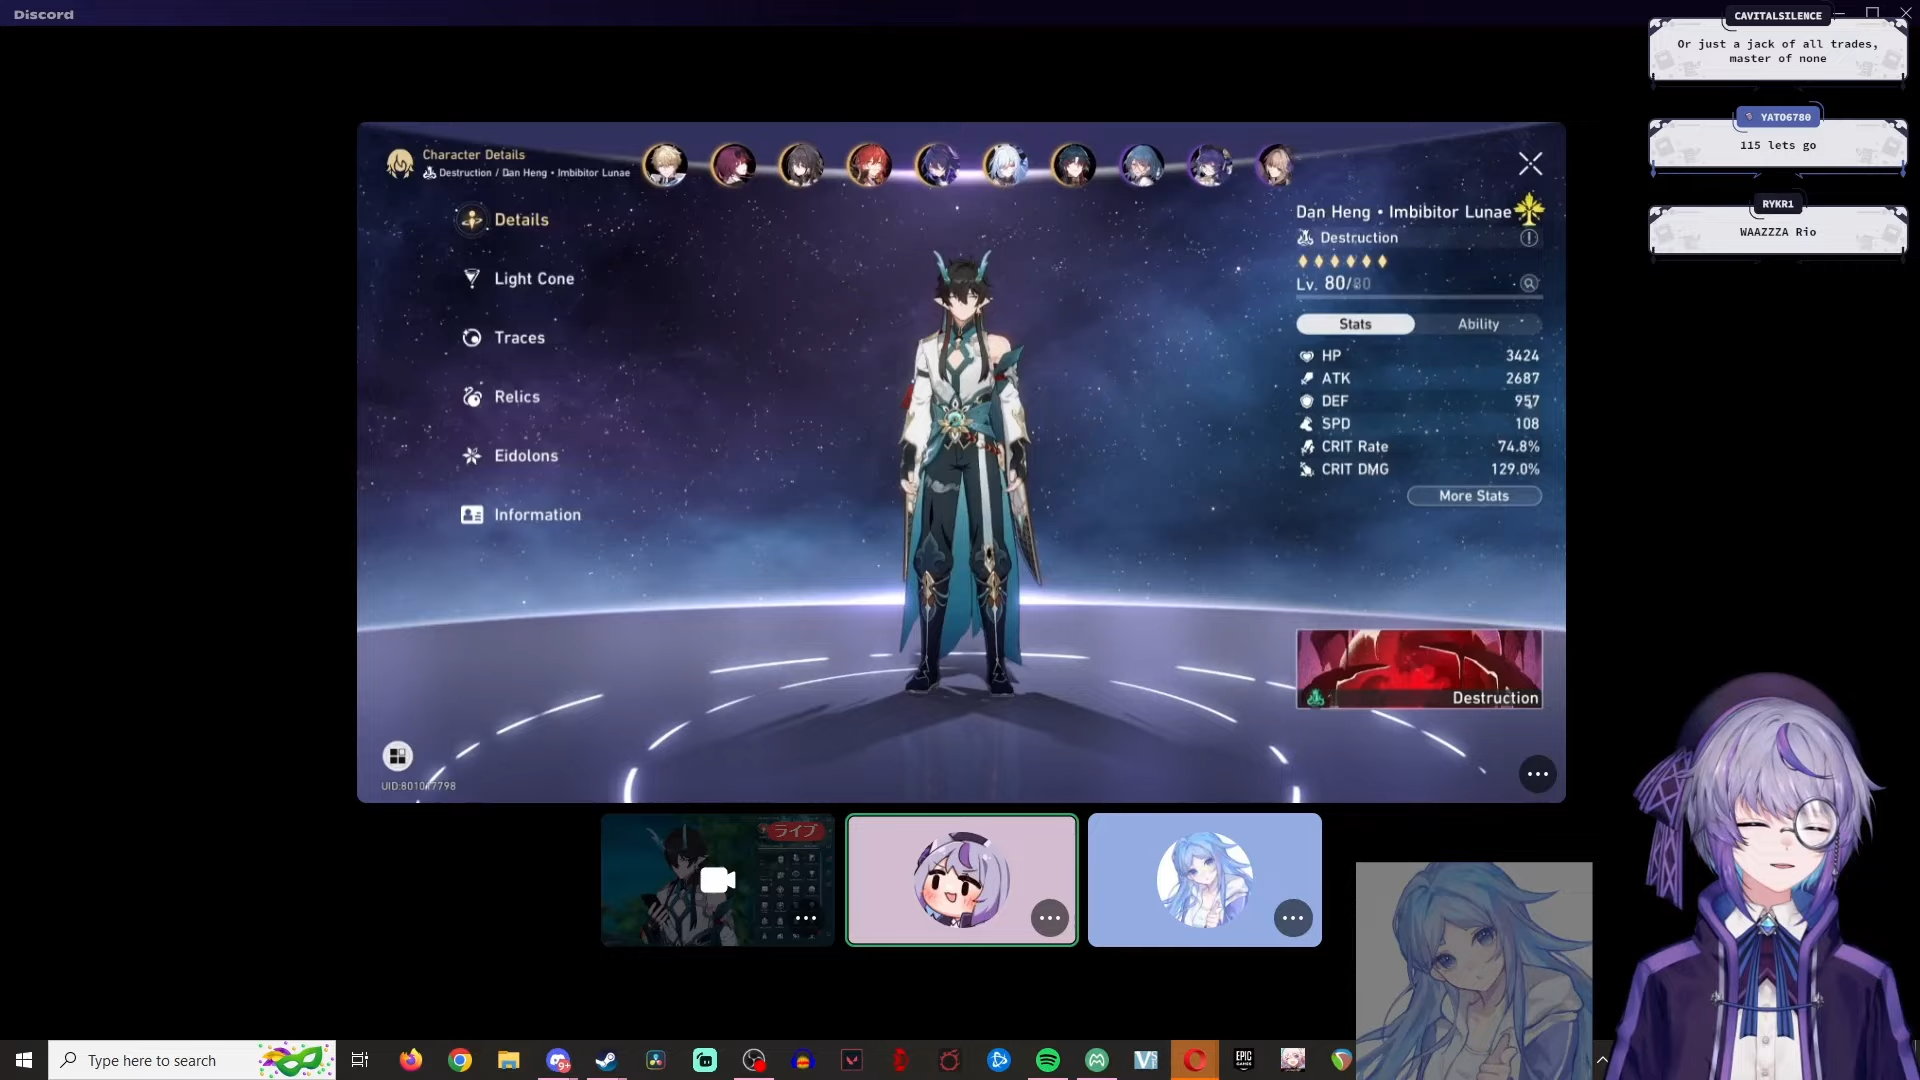 Discord
CAVITALSILENCE
Or just a jack of all trades,
master of none
YATO6780
115 lets go
RYKR1
WAAZZZA Rio
Character Details
Destruction / Dan Heng • Imbibitor Lunae
Details
Light Cone
Traces
Relics
Eidolons
Information
Dan Heng • Imbibitor Lunae
Destruction
Lv. 80/80
Stats
Ability
HP 3424
ATK 2687
DEF 957
SPD 108
CRIT Rate 74.8%
CRIT DMG 129.0%
More Stats
Destruction
ライブ
Type here to search
9+
EPIC
GAMES